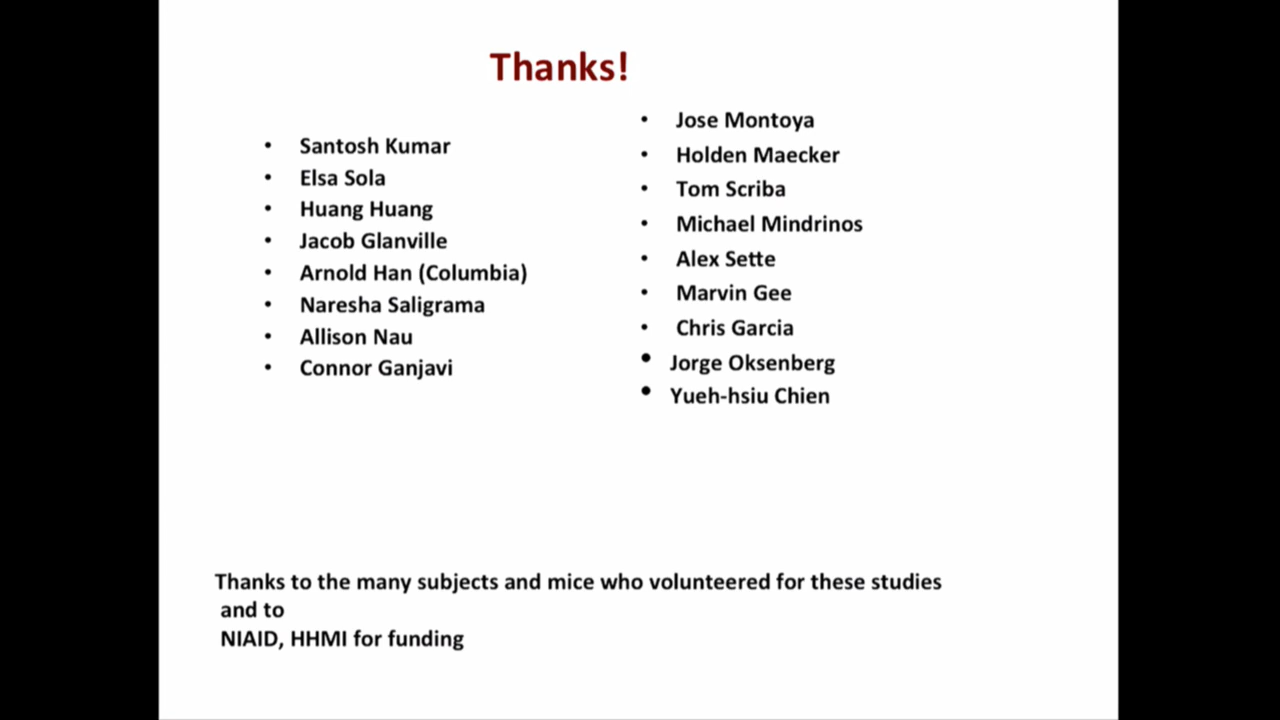 Thanks!
• Santosh Kumar
• Elsa Sola
• Huang Huang
• Jacob Glanville
• Arnold Han (Columbia)
• Naresha Saligrama
• Allison Nau
• Connor Ganjavi
• Jose Montoya
• Holden Maecker
• Tom Scriba
• Michael Mindrinos
• Alex Sette
• Marvin Gee
• Chris Garcia
• Jorge Oksenberg
• Yueh-hsiu Chien
Thanks to the many subjects and mice who volunteered for these studies
and to
NIAID, HHMI for funding